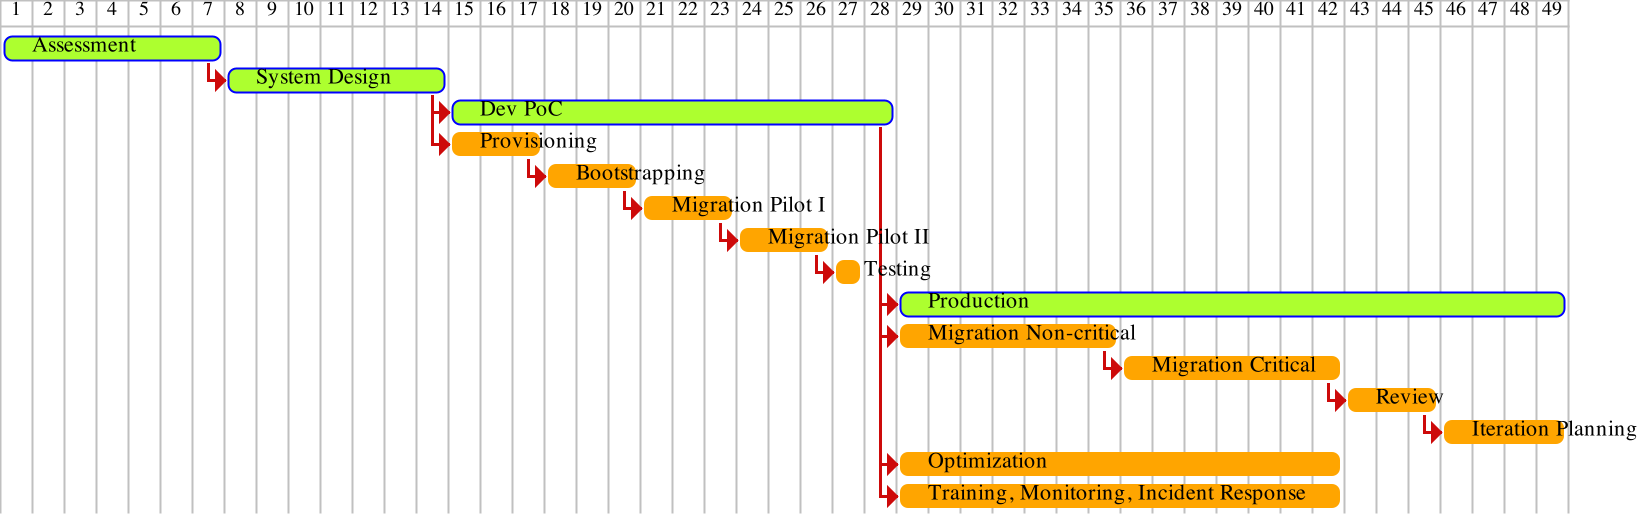 1 2 3 4 5 6 7 8 9 10 11 12 13 14 15 16 17 18 19 20 21 22 23 24 25 26 27 28 29 30 31 32 33 34 35 36 37 38 39 40 41 42 43 44 45 46 47 48 49
Assessment
System Design
Dev PoC
Provisioning
Bootstrapping
Migration Pilot I
Migration Pilot II
Testing
Production
Migration Non-critical
Migration Critical
Review
Iteration Planning
Optimization
Training, Monitoring, Incident Response